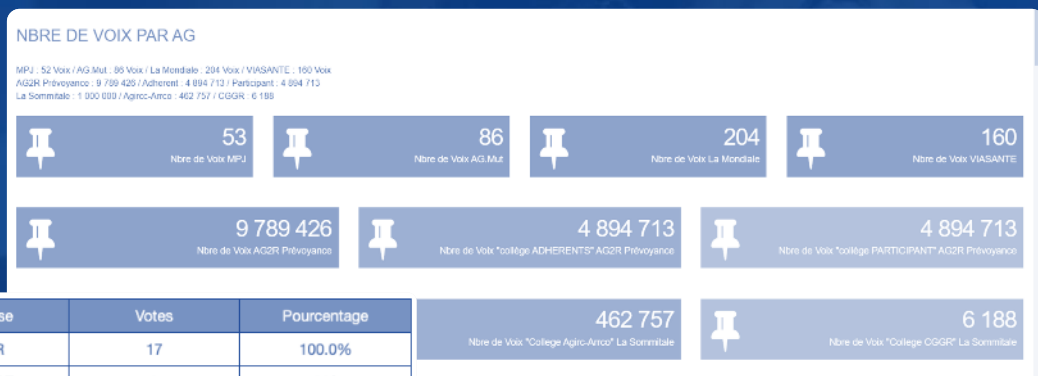 NBRE DE VOIX PAR AG
MPJ : 52 Voix / AG.Mut : 86 Voix / La Mondiale : 204 Voix / VIASANTE : 160 Voix
AG2R Prévoyance : 9 789 426 / Adherent : 4 894 713 / Participant : 4 894 713
La Sommitale : 1 000 000 / Agircc-Arrco : 462 757 / CGGR : 6 188
53
Nbre de Voix MPJ
86
Nbre de Voix AG.Mut
204
Nbre de Voix La Mondiale
160
Nbre de Voix VIASANTE
9 789 426
Nbre de Voix AG2R Prévoyance
4 894 713
Nbre de Voix "collège ADHERENTS" AG2R Prévoyance
4 894 713
Nbre de Voix "collège PARTICIPANT" AG2R Prévoyance
462 757
Nbre de Voix "College Agirc-Arrco" La Sommitale
6 188
Nbre de Voix "College CGGR" La Sommitale
se Votes Pourcentage
R 17 100.0%